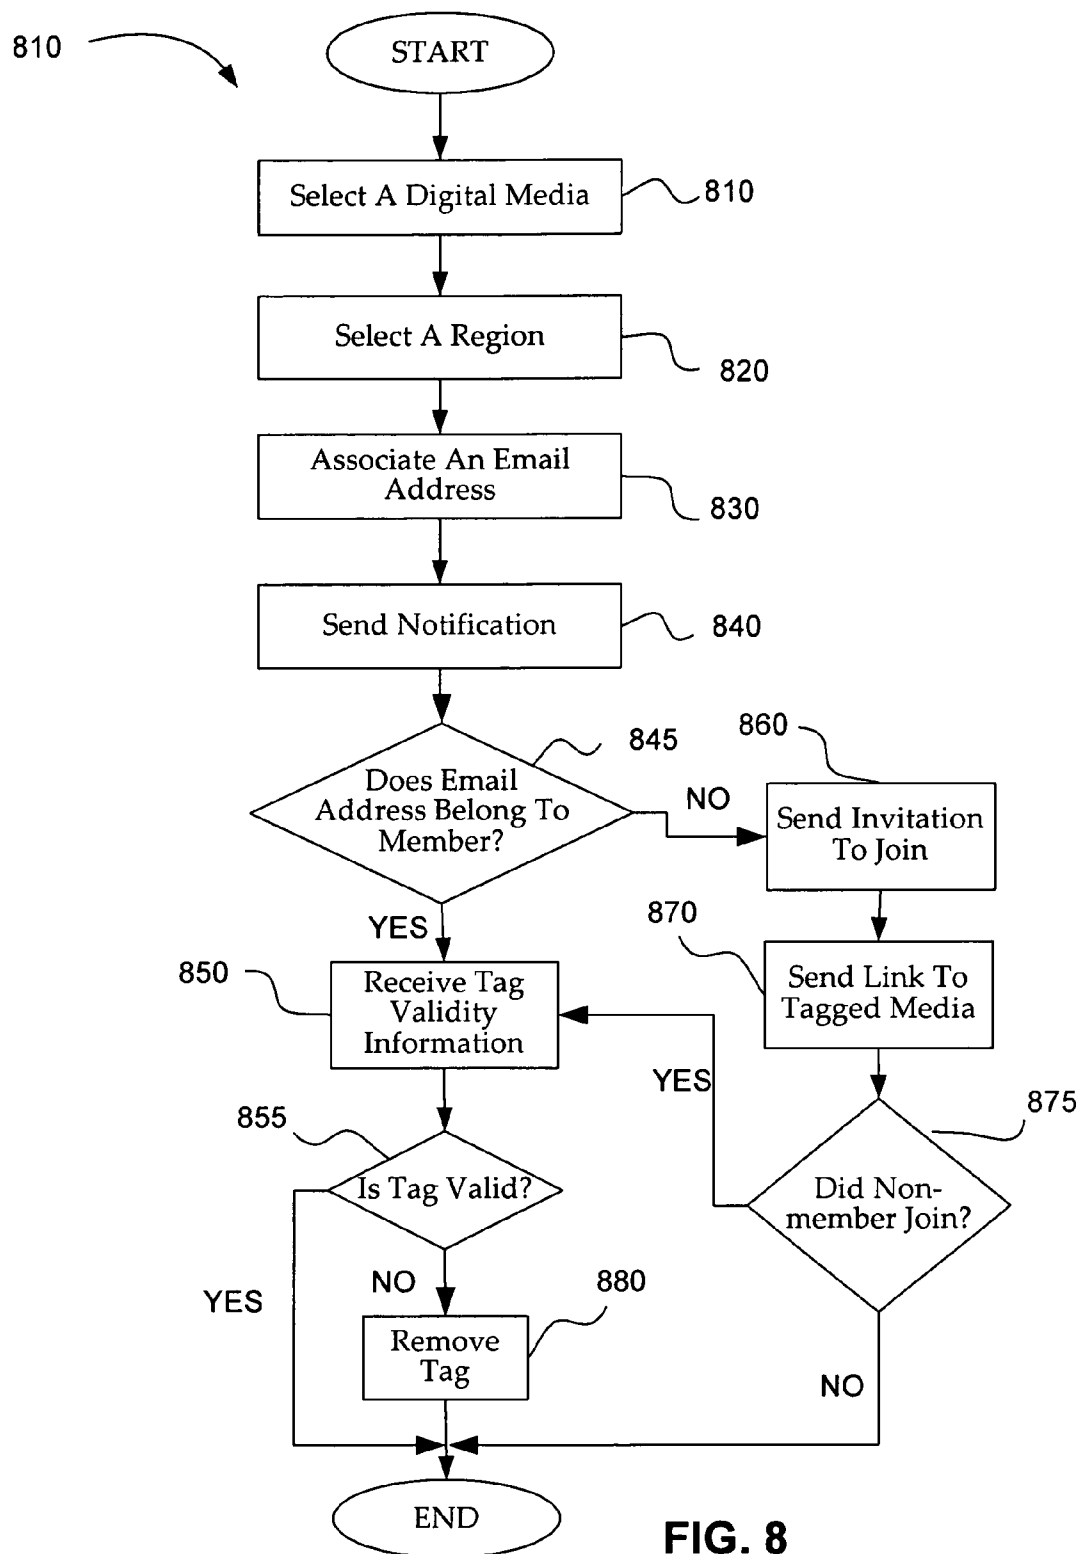 810
START
Select A Digital Media
810
Select A Region
820
Associate An Email
Address
830
Send Notification
840
Does Email
Address Belong To
Member?
845
NO
860
Send Invitation
To Join
YES
870
Send Link To
Tagged Media
850
Receive Tag
Validity
Information
YES
875
Did Non-
member Join?
855
Is Tag Valid?
NO
YES
880
Remove
Tag
NO
END
FIG. 8